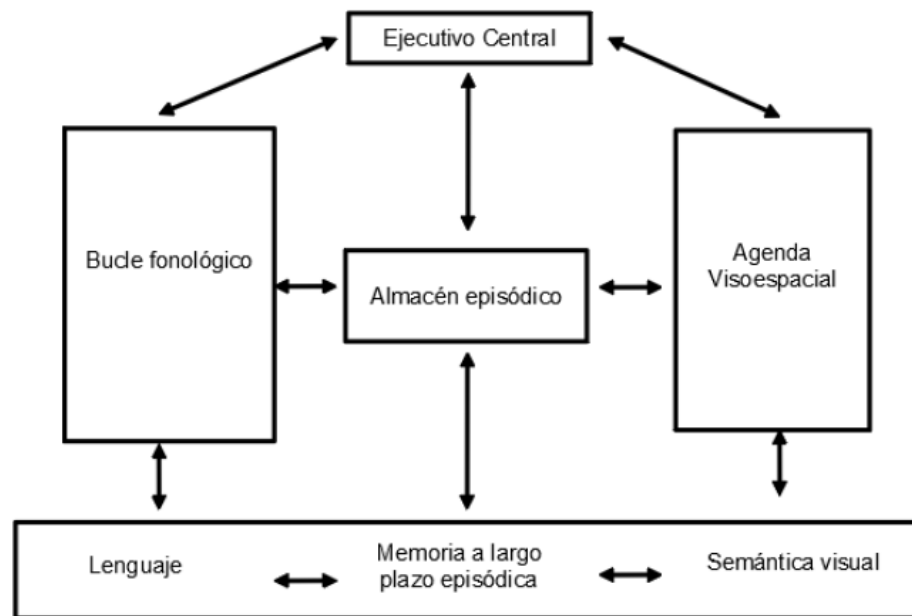 Ejecutivo Central
Bucle fonológico
Almacén episódico
Agenda
Visoespacial
Lenguaje
Memoria a largo
plazo episódica
Semántica visual